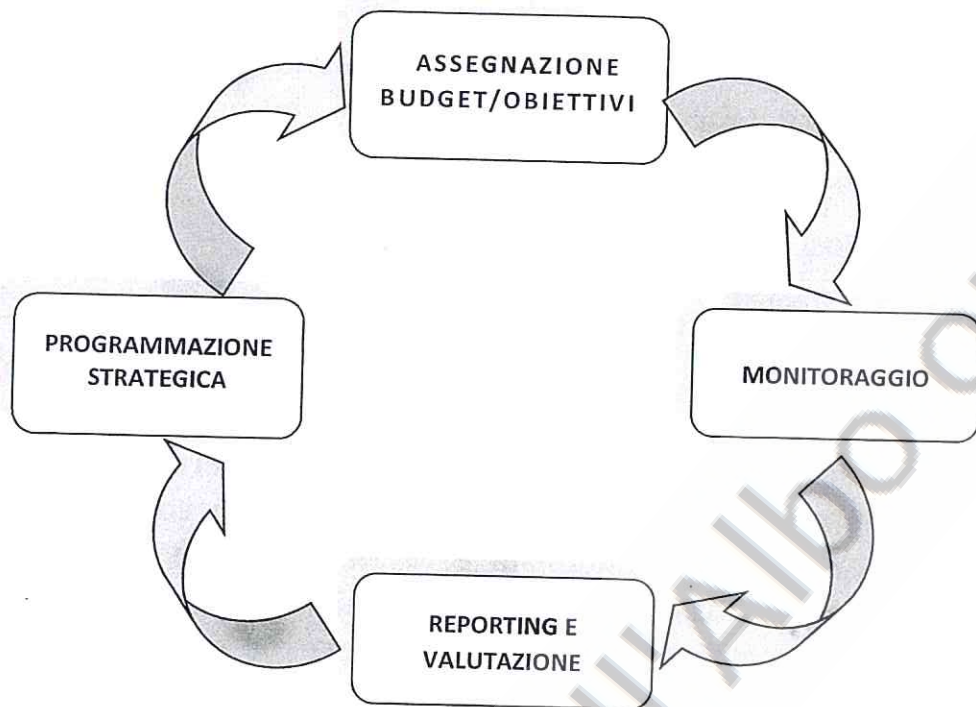 ASSEGNAZIONE
BUDGET/OBIETTIVI
PROGRAMMAZIONE
STRATEGICA
MONITORAGGIO
REPORTING E
VALUTAZIONE